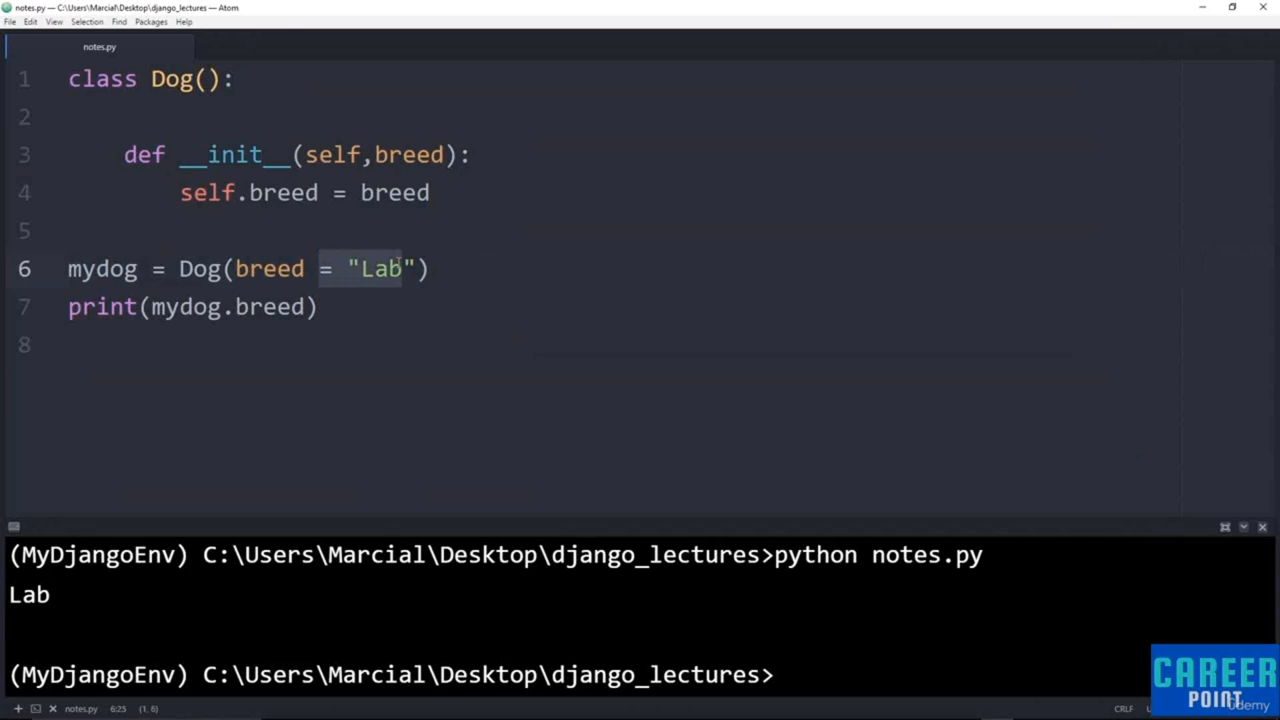 notes.py — C:\Users\Marcial\Desktop\django_lectures — Atom
File Edit View Selection Find Packages Help
notes.py
1 class Dog():
2
3     def __init__(self,breed):
4         self.breed = breed
5
6 mydog = Dog(breed = "Lab")
7 print(mydog.breed)
8
(MyDjangoEnv) C:\Users\Marcial\Desktop\django_lectures>python notes.py
Lab
(MyDjangoEnv) C:\Users\Marcial\Desktop\django_lectures>
CAREER
POINT
Udemy
notes.py 6:25 (1, 6) CRLF